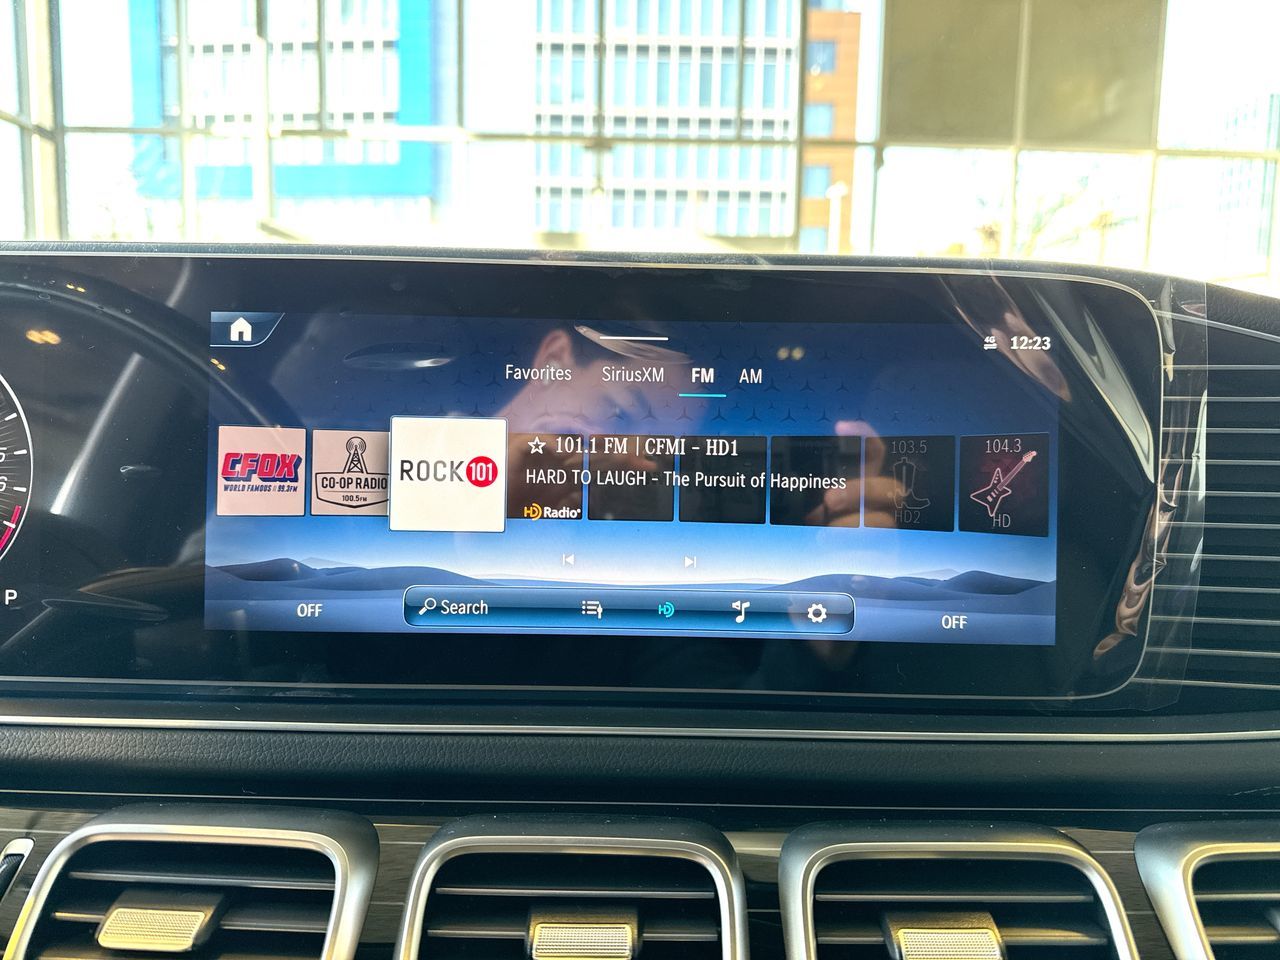 4G
12:23
Favorites
SiriusXM
FM
AM
CFOX
WORLD FAMOUS 99.3FM
CO-OP RADIO
100.5FM
ROCK 101
101.1 FM | CFMI - HD1
HARD TO LAUGH - The Pursuit of Happiness
HD Radio
103.5
HD2
104.3
HD
P
OFF
Search
HD
OFF